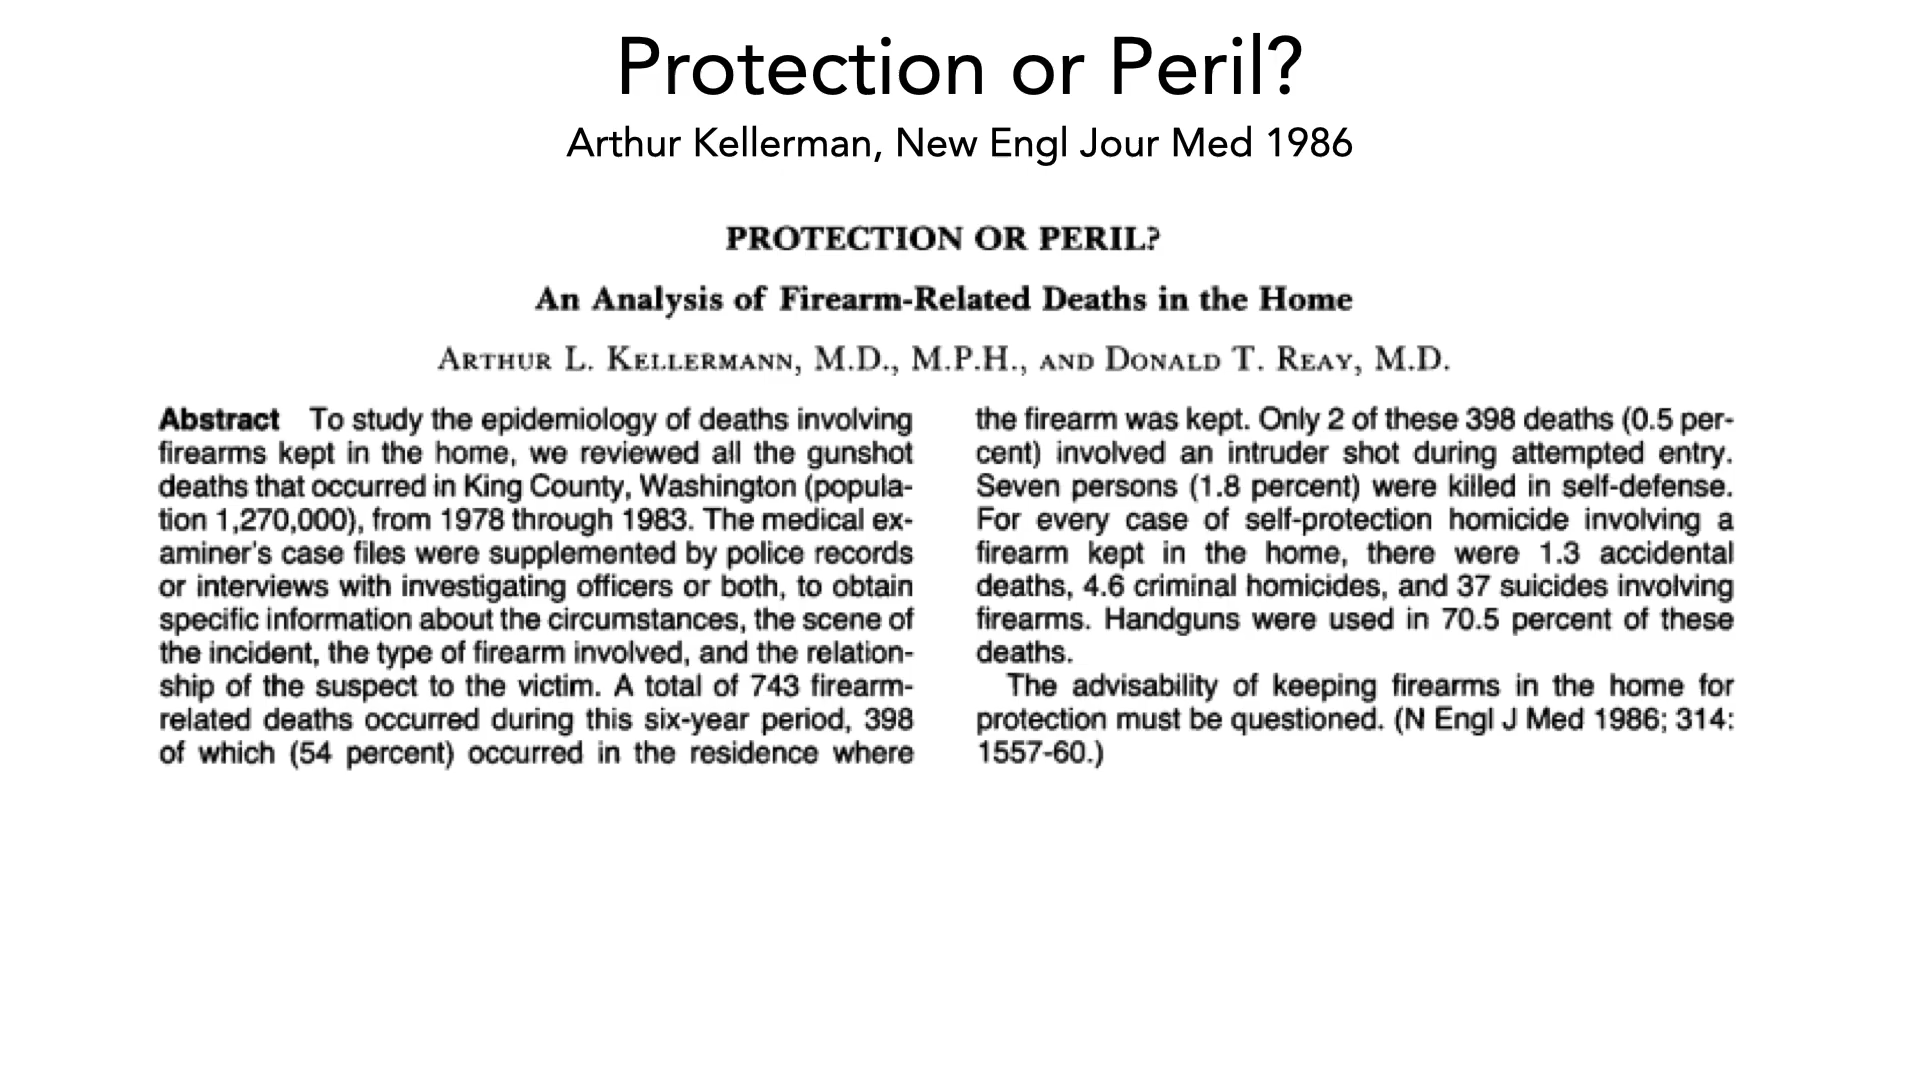 Protection or Peril?
Arthur Kellerman, New Engl Jour Med 1986
PROTECTION OR PERIL?
An Analysis of Firearm-Related Deaths in the Home
ARTHUR L. KELLERMANN, M.D., M.P.H., AND DONALD T. REAY, M.D.
Abstract To study the epidemiology of deaths involving
firearms kept in the home, we reviewed all the gunshot
deaths that occurred in King County, Washington (popula-
tion 1,270,000), from 1978 through 1983. The medical ex-
aminer's case files were supplemented by police records
or interviews with investigating officers or both, to obtain
specific information about the circumstances, the scene of
the incident, the type of firearm involved, and the relation-
ship of the suspect to the victim. A total of 743 firearm-
related deaths occurred during this six-year period, 398
of which (54 percent) occurred in the residence where
the firearm was kept. Only 2 of these 398 deaths (0.5 per-
cent) involved an intruder shot during attempted entry.
Seven persons (1.8 percent) were killed in self-defense.
For every case of self-protection homicide involving a
firearm kept in the home, there were 1.3 accidental
deaths, 4.6 criminal homicides, and 37 suicides involving
firearms. Handguns were used in 70.5 percent of these
deaths.
The advisability of keeping firearms in the home for
protection must be questioned. (N Engl J Med 1986; 314:
1557-60.)